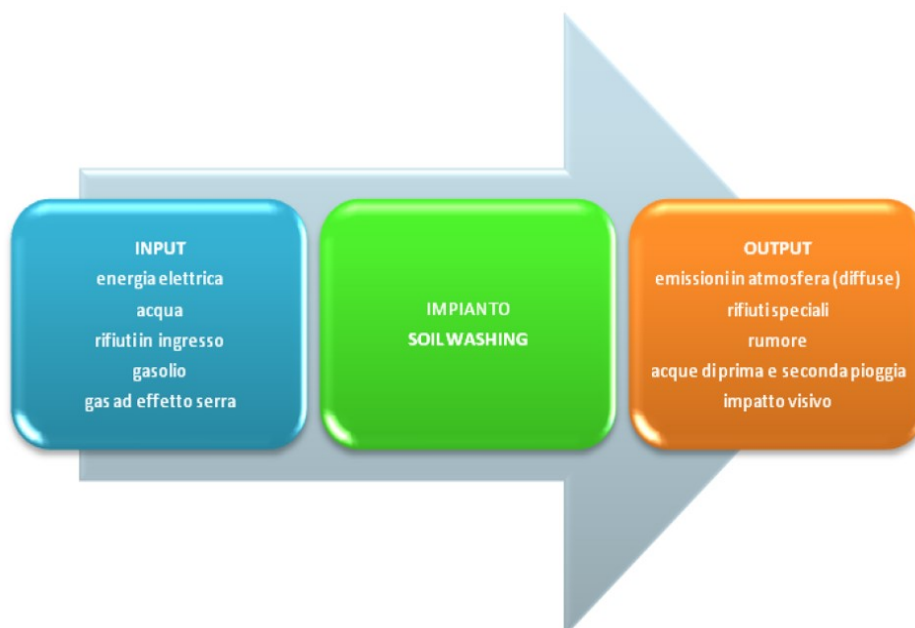 INPUT
energia elettrica
acqua
rifiuti in ingresso
gasolio
gas ad effetto serra
IMPIANTO
SOIL WASHING
OUTPUT
emissioni in atmosfera (diffuse)
rifiuti speciali
rumore
acque di prima e seconda pioggia
impatto visivo